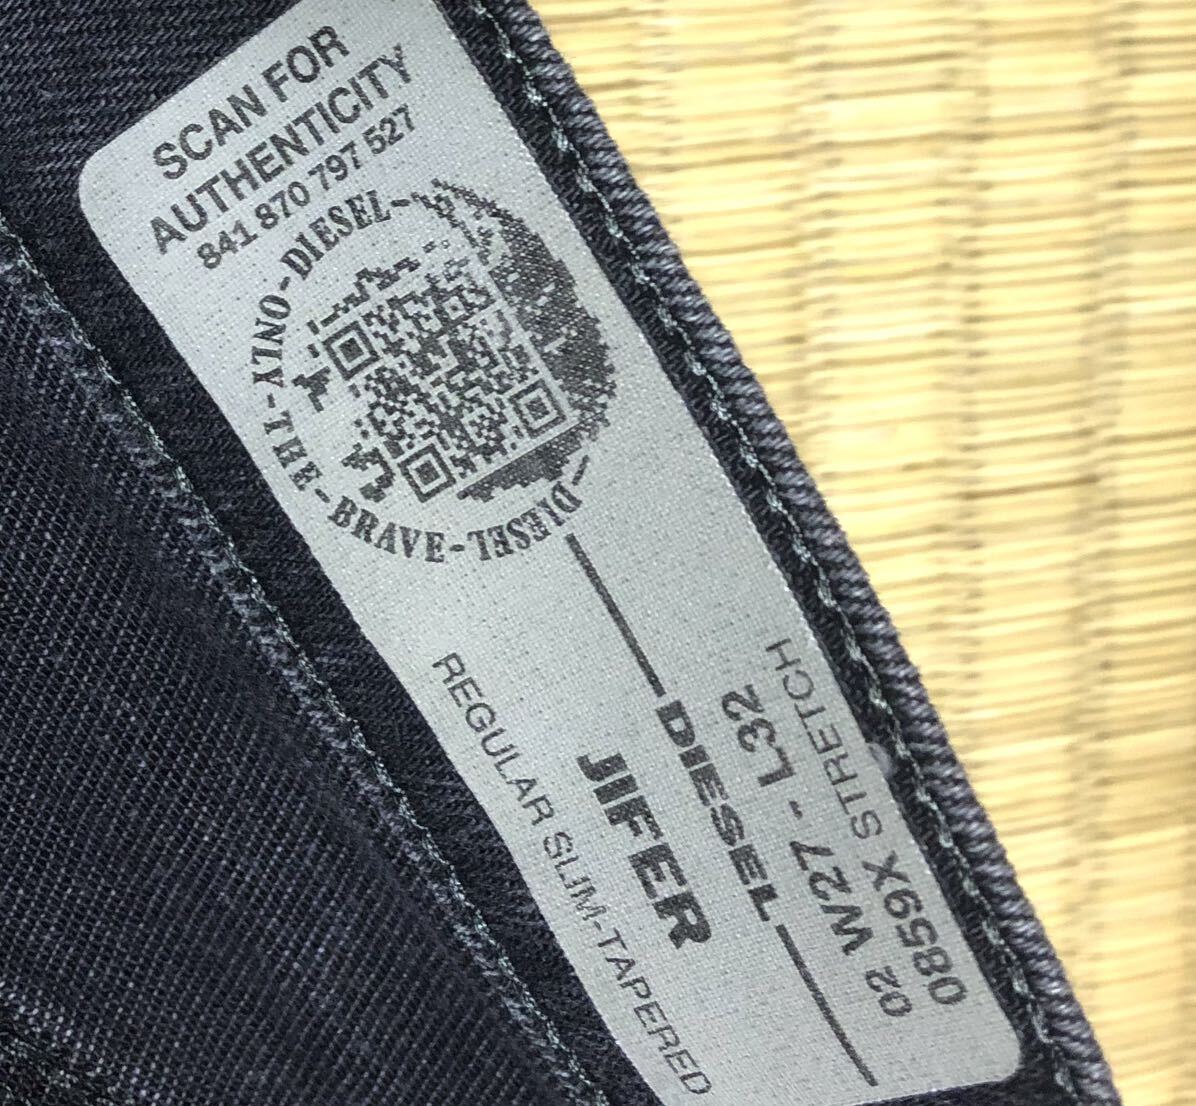 SCAN FOR
AUTHENTICITY
841 870 797 527
DIESEL-ONLY-THE-BRAVE-DIESEL-
DIESEL
JIFER
REGULAR SLIM-TAPERED
02 W27 - L32
0859X STRETCH